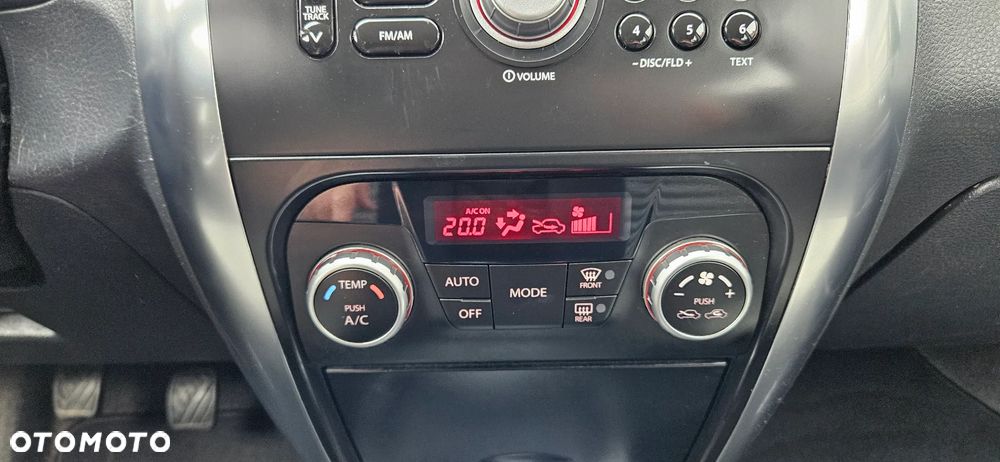 TUNE
TRACK
FM/AM
VOLUME
4 5 6
- DISC/FLD +
TEXT
A/C ON
20.0
TEMP
PUSH
A/C
AUTO
OFF
MODE
FRONT
REAR
- +
PUSH
OTOMOTO